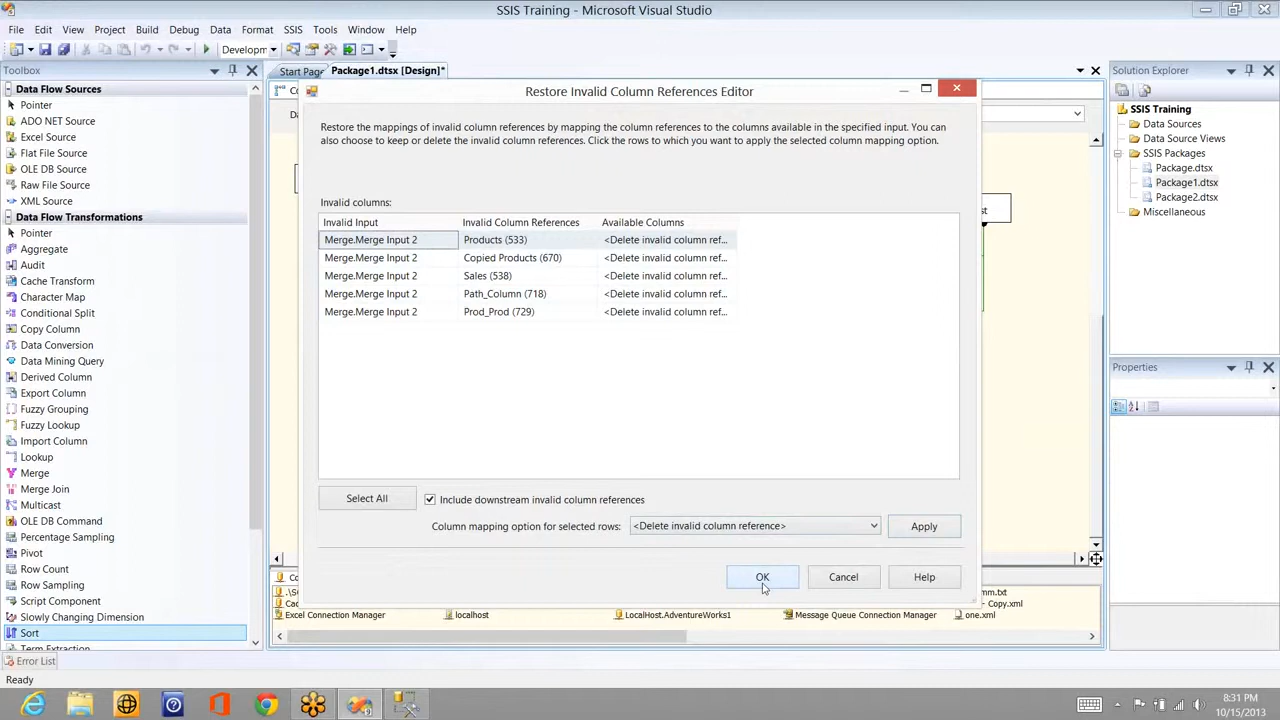 SSIS Training - Microsoft Visual Studio
File Edit View Project Build Debug Format Data SSIS Tools Window Help
Developm
Toolbox
Start Pag
Package1.dtsx [Design]*
Solution Explorer
Data Flow Sources
Pointer
ADO NET Source
Excel Source
Flat File Source
OLE DB Source
Raw File Source
XML Source
Data Flow Transformations
Pointer
Aggregate
Audit
Cache Transform
Character Map
Conditional Split
Copy Column
Data Conversion
Data Mining Query
Derived Column
Export Column
Fuzzy Grouping
Fuzzy Lookup
Import Column
Lookup
Merge
Merge Join
Multicast
OLE DB Command
Percentage Sampling
Pivot
Row Count
Row Sampling
Script Component
Slowly Changing Dimension
Sort
Term Extraction
Restore Invalid Column References Editor
Restore the mappings of invalid column references by mapping the column references to the columns available in the specified input. You can
also choose to keep or delete the invalid column references. Click the rows to which you want to apply the selected column mapping option.
Invalid columns:
Invalid Input Invalid Column References Available Columns
Merge.Merge Input 2 Products (533) <Delete invalid column ref...
Merge.Merge Input 2 Copied Products (670) <Delete invalid column ref...
Merge.Merge Input 2 Sales (538) <Delete invalid column ref...
Merge.Merge Input 2 Path_Column (718) <Delete invalid column ref...
Merge.Merge Input 2 Prod_Prod (729) <Delete invalid column ref...
Select All
Include downstream invalid column references
Column mapping option for selected rows: <Delete invalid column reference> Apply
OK Cancel Help
SSIS Training
Data Sources
Data Source Views
SSIS Packages
Package.dtsx
Package1.dtsx
Package2.dtsx
Miscellaneous
Properties
Excel Connection Manager
localhost
LocalHost.AdventureWorks1
Message Queue Connection Manager
- Copy.xml
one.xml
Error List
Ready
8:31 PM
10/15/2013